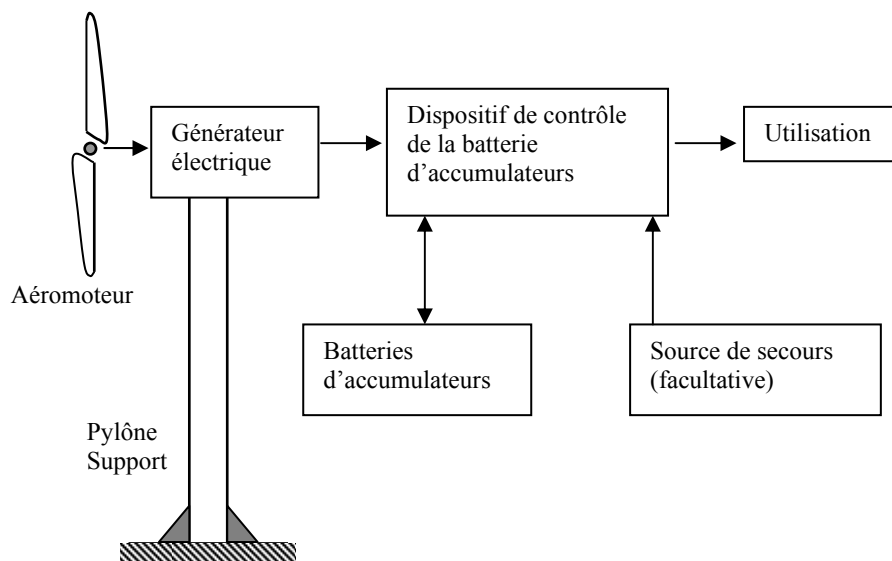 Générateur
électrique
Dispositif de contrôle
de la batterie
d’accumulateurs
Utilisation
Aéromoteur
Batteries
d’accumulateurs
Source de secours
(facultative)
Pylône
Support